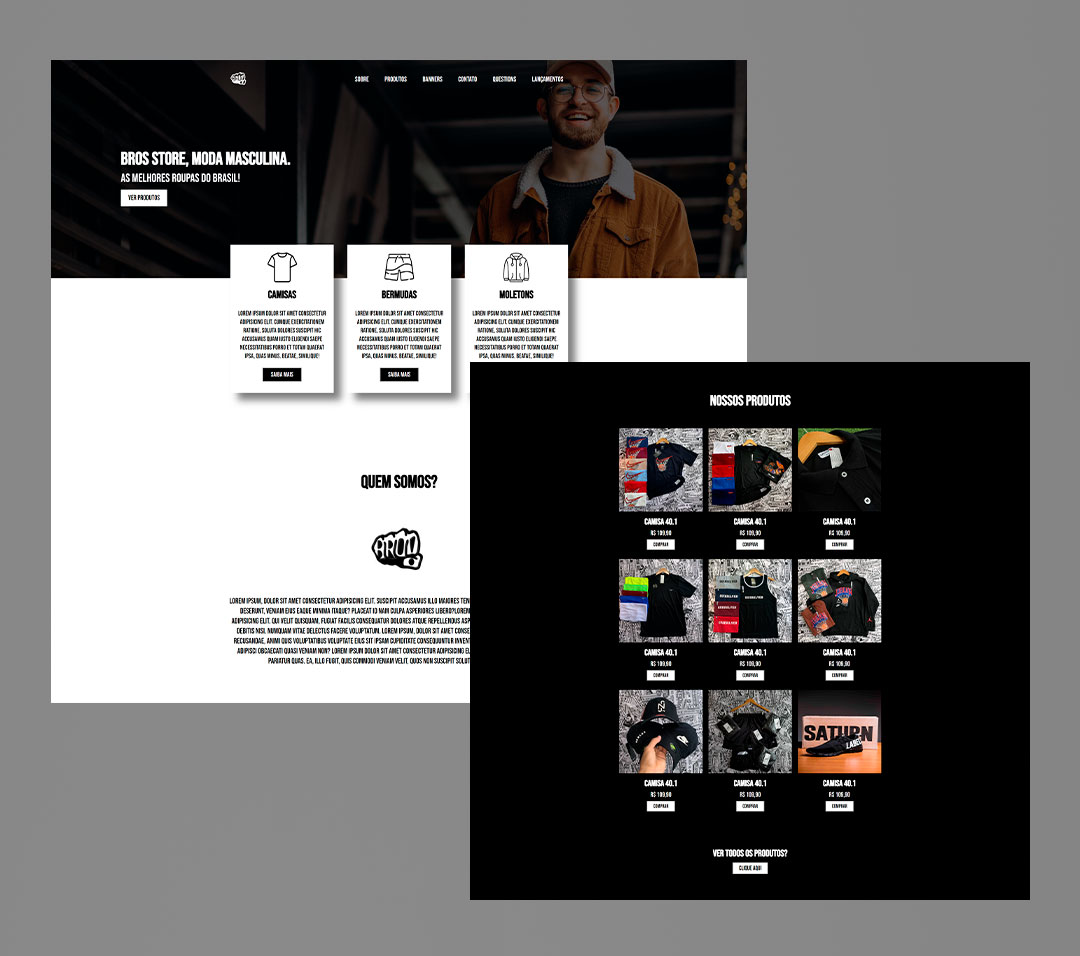 BRO!
SOBRE PRODUTOS BANNERS CONTATO QUESTIONS LANÇAMENTOS
BROS STORE, MODA MASCULINA.
AS MELHORES ROUPAS DO BRASIL!
VER PRODUTOS
CAMISAS
LOREM IPSUM DOLOR SIT AMET CONSECTETUR
ADIPISICING ELIT. CUMQUE EXERCITATIONEM
RATIONE, SOLUTA DOLORES SUSCIPIT HIC
ACCUSAMUS QUAM IUSTO ELIGENDI SAEPE
NECESSITATIBUS PORRO ET TOTAM QUAERAT
IPSA, QUAS MINUS. BEATAE, SIMILIQUE!
SAIBA MAIS
BERMUDAS
LOREM IPSUM DOLOR SIT AMET CONSECTETUR
ADIPISICING ELIT. CUMQUE EXERCITATIONEM
RATIONE, SOLUTA DOLORES SUSCIPIT HIC
ACCUSAMUS QUAM IUSTO ELIGENDI SAEPE
NECESSITATIBUS PORRO ET TOTAM QUAERAT
IPSA, QUAS MINUS. BEATAE, SIMILIQUE!
SAIBA MAIS
MOLETONS
LOREM IPSUM DOLOR SIT AMET CONSECTETUR
ADIPISICING ELIT. CUMQUE EXERCITATIONEM
RATIONE, SOLUTA DOLORES SUSCIPIT HIC
ACCUSAMUS QUAM IUSTO ELIGENDI SAEPE
NECESSITATIBUS PORRO ET TOTAM QUAERAT
IPSA, QUAS MINUS. BEATAE, SIMILIQUE!
QUEM SOMOS?
BRO!
LOREM IPSUM, DOLOR SIT AMET CONSECTETUR ADIPISICING ELIT. SUSCIPIT ACCUSAMUS ILLO MAIORES TEN
DESERUNT, VENIAM EIUS EAQUE MINIMA ITAQUE? PLACEAT ID NAM CULPA ASPERIORES LIBERO?LOREM
ADIPISICING ELIT. QUI VELIT QUISQUAM, FUGIAT FACILIS CONSEQUATUR DOLORES ATQUE REPELLENDUS ASP
DEBITIS NISI, NUMQUAM VITAE DELECTUS FACERE VOLUPTATUM. LOREM IPSUM, DOLOR SIT AMET CONSE
RECUSANDAE, ANIMI QUIS VOLUPTATIBUS VOLUPTATE EIUS SIT IPSAM CUPIDITATE CONSEQUUNTUR INVENT
ADIPISCI OBCAECATI QUASI VENIAM NON? LOREM IPSUM DOLOR SIT AMET CONSECTETUR ADIPISICING EL
PARIATUR QUAS. EA, ILLO FUGIT, QUIS COMMODI VENIAM VELIT, QUOS NON SUSCIPIT SOLUT
NOSSOS PRODUTOS
CAMISA 40.1 CAMISA 40.1 CAMISA 40.1
R$ 109,90 R$ 109,90 R$ 109,90
COMPRAR COMPRAR COMPRAR
CAMISA 40.1 CAMISA 40.1 CAMISA 40.1
R$ 109,90 R$ 109,90 R$ 109,90
COMPRAR COMPRAR COMPRAR
SATURN
LABEL
CAMISA 40.1 CAMISA 40.1 CAMISA 40.1
R$ 109,90 R$ 109,90 R$ 109,90
COMPRAR COMPRAR COMPRAR
VER TODOS OS PRODUTOS?
CLIQUE AQUI